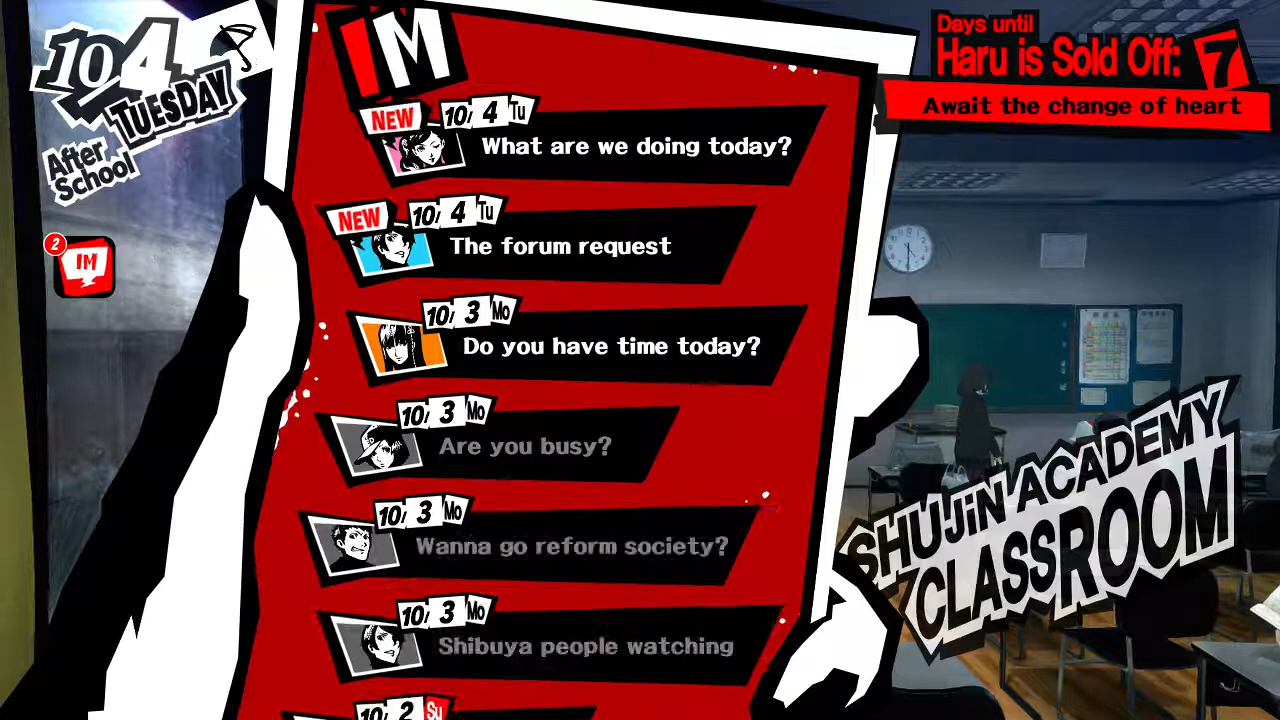 10/4
TUESDAY
After
School
2
IM
IM
NEW
10/ 4 Tu
What are we doing today?
NEW
10/ 4 Tu
The forum request
10/ 3 Mo
Do you have time today?
10/ 3 Mo
Are you busy?
10/ 3 Mo
Wanna go reform society?
10/ 3 Mo
Shibuya people watching
10/ 2 Su
Days until
Haru is Sold Off: 7
Await the change of heart
SHUJIN ACADEMY
CLASSROOM